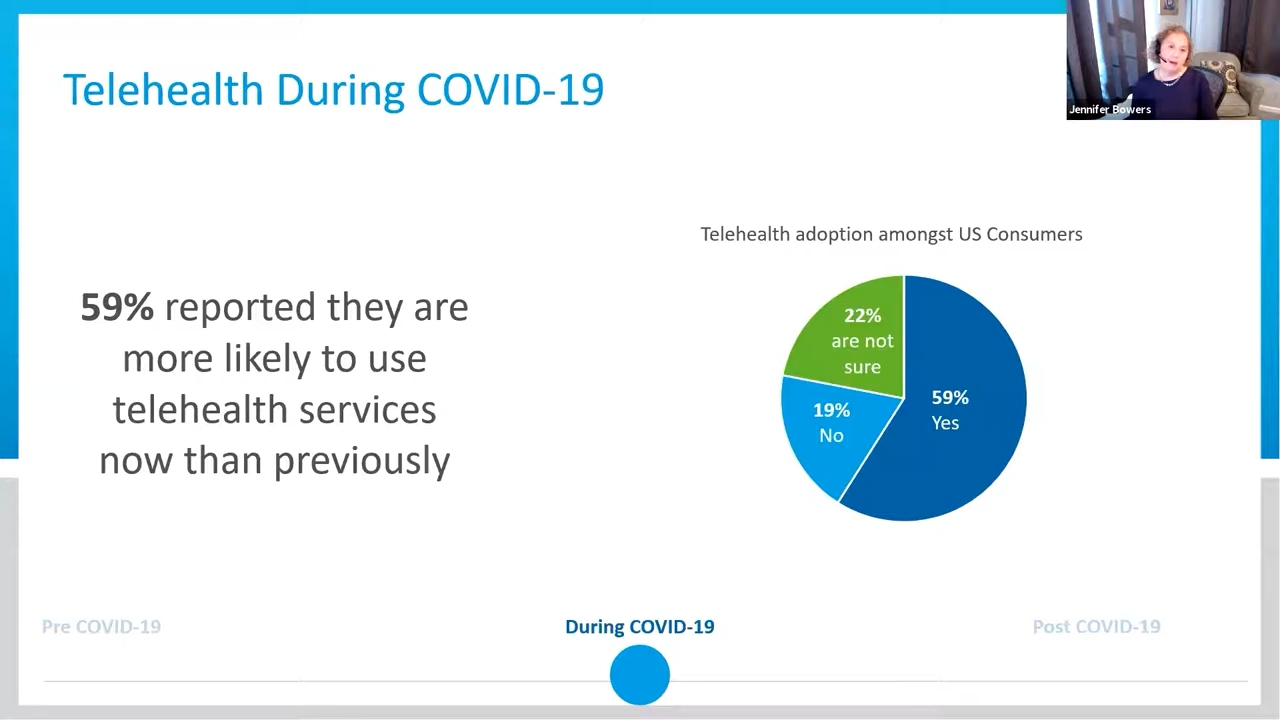 Telehealth During COVID-19
Jennifer Bowers
59% reported they are
more likely to use
telehealth services
now than previously
Telehealth adoption amongst US Consumers
22%
are not
sure
19%
No
59%
Yes
Pre COVID-19
During COVID-19
Post COVID-19